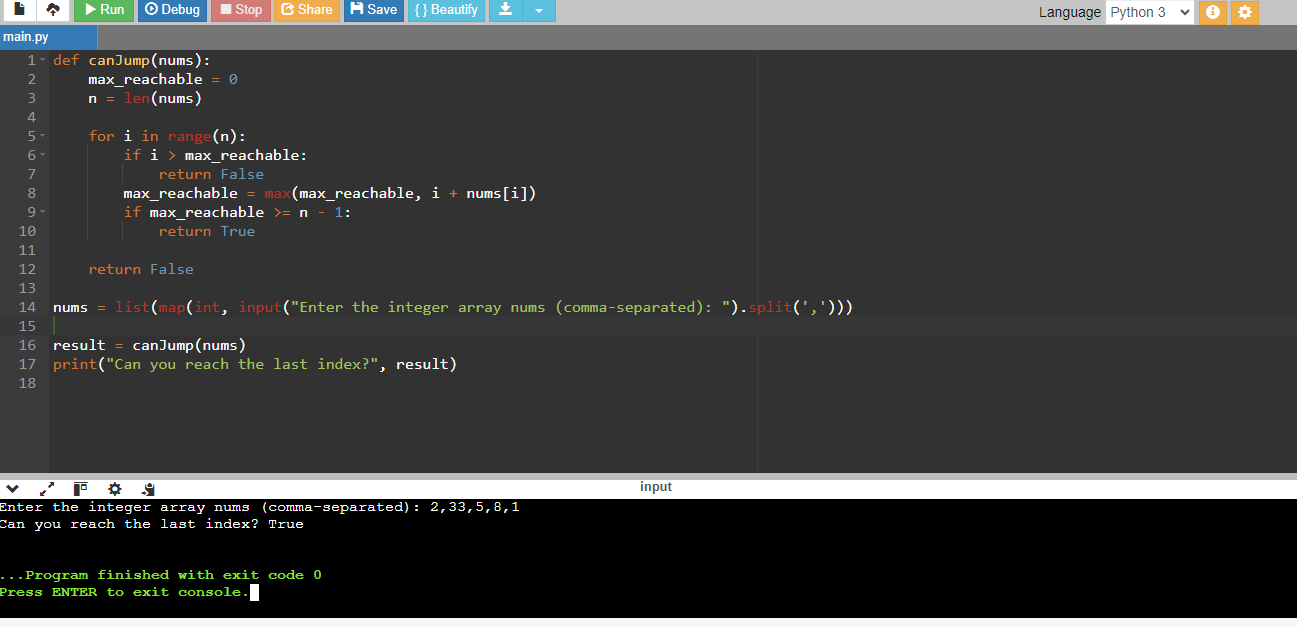 Run Debug Stop Share Save { } Beautify Language Python 3
main.py
1 def canJump(nums):
2     max_reachable = 0
3     n = len(nums)
4
5     for i in range(n):
6         if i > max_reachable:
7             return False
8         max_reachable = max(max_reachable, i + nums[i])
9         if max_reachable >= n - 1:
10             return True
11
12     return False
13
14 nums = list(map(int, input("Enter the integer array nums (comma-separated): ").split(',')))
15
16 result = canJump(nums)
17 print("Can you reach the last index?", result)
18
input
Enter the integer array nums (comma-separated): 2,33,5,8,1
Can you reach the last index? True
...Program finished with exit code 0
Press ENTER to exit console.